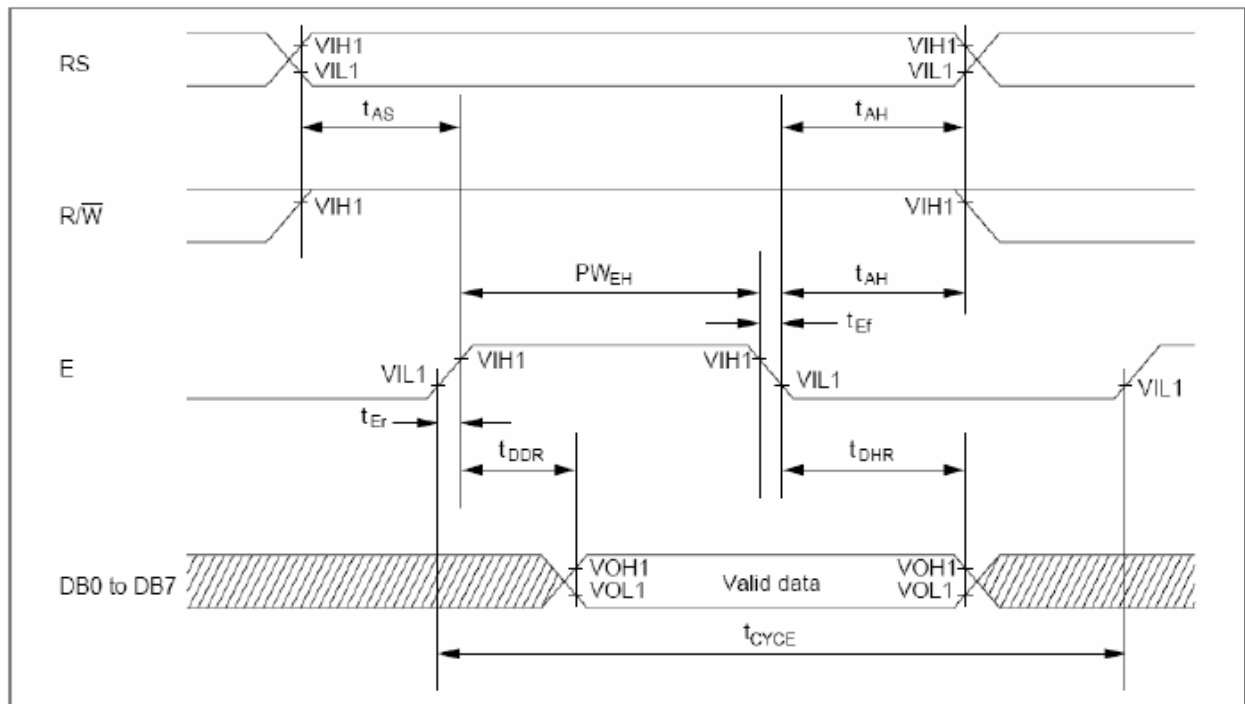 RS
VIH1
VIL1
VIH1
VIL1
tAS
tAH
R/W̅
VIH1
VIH1
PWEH
tAH
tEf
E
VIL1
VIH1
VIH1
VIL1
VIL1
tEr
tDDR
tDHR
DB0 to DB7
VOH1
VOL1
Valid data
VOH1
VOL1
tCYCE